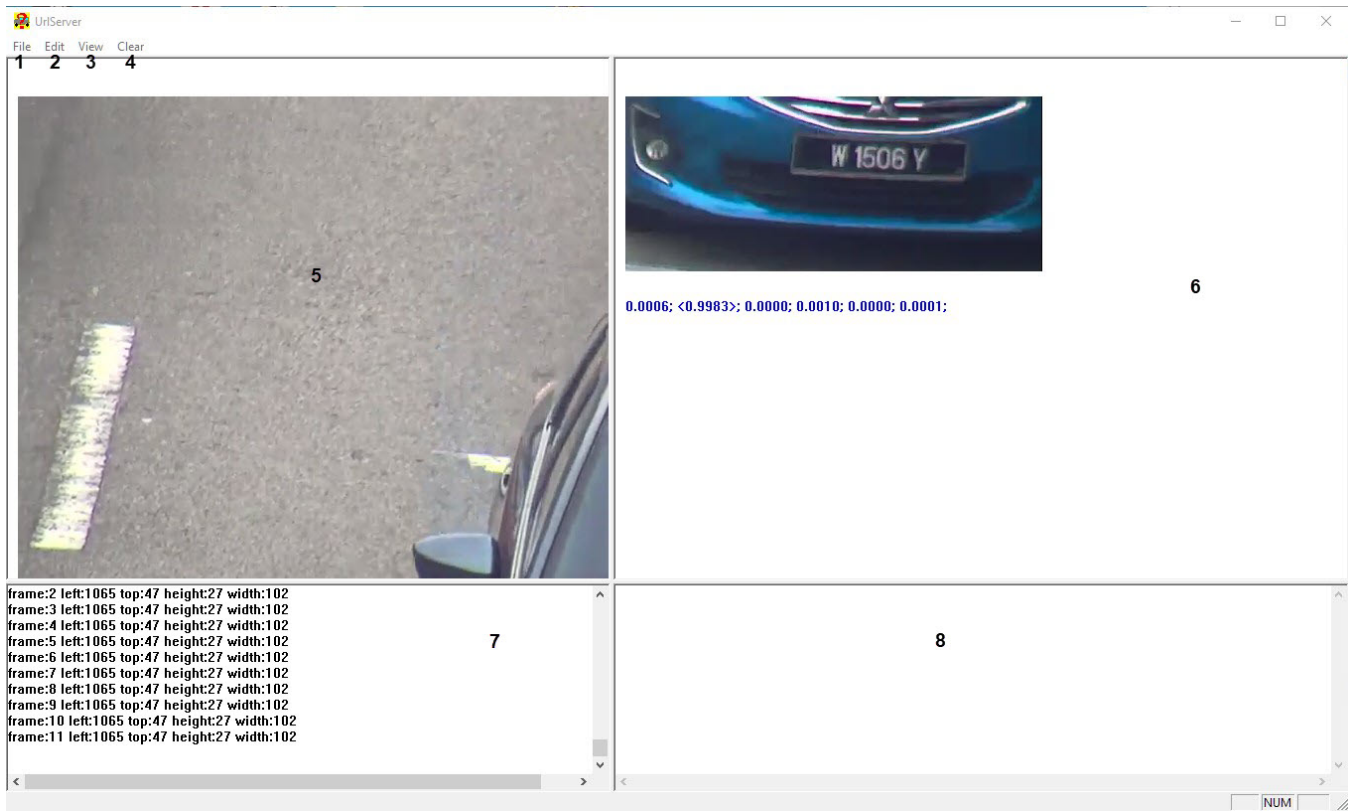 UrlServer
File Edit View Clear
1 2 3 4
W 1506 Y
5
6
0.0006; <0.9983>; 0.0000; 0.0010; 0.0000; 0.0001;
frame:2 left:1065 top:47 height:27 width:102
frame:3 left:1065 top:47 height:27 width:102
frame:4 left:1065 top:47 height:27 width:102
frame:5 left:1065 top:47 height:27 width:102
frame:6 left:1065 top:47 height:27 width:102
frame:7 left:1065 top:47 height:27 width:102
frame:8 left:1065 top:47 height:27 width:102
frame:9 left:1065 top:47 height:27 width:102
frame:10 left:1065 top:47 height:27 width:102
frame:11 left:1065 top:47 height:27 width:102
7
8
NUM